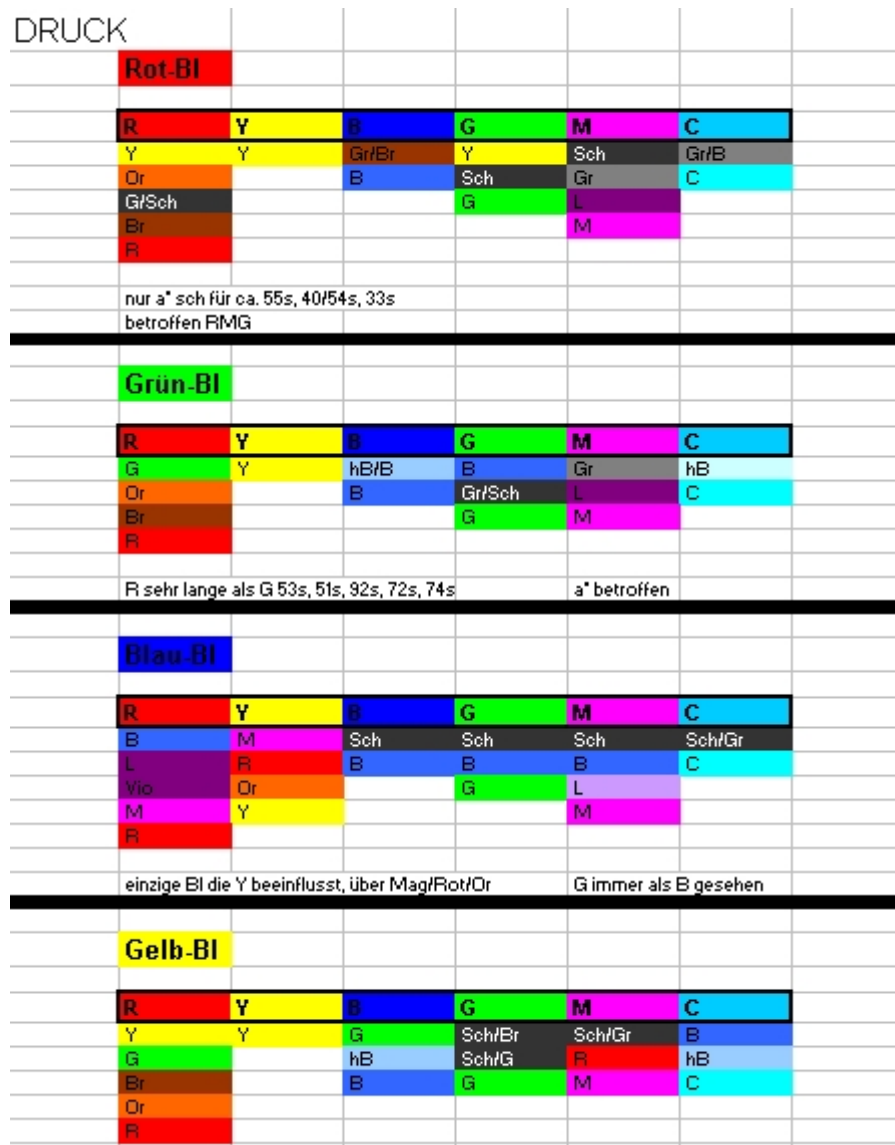 DRUCK
Rot-Bl
R Y B G M C
Y Y Gr/Br Y Sch Gr/B
Or B Sch Gr C
G/Sch G L
Br M
R
nur a* sch für ca. 55s, 40/54s, 33s
betroffen RMG
Grün-Bl
R Y B G M C
G Y hB/B B Gr hB
Or B Gr/Sch L C
Br G M
R
R sehr lange als G 53s, 51s, 92s, 72s, 74s a* betroffen
Blau-Bl
R Y B G M C
B M Sch Sch Sch Sch/Gr
L R B B B C
Vio Or G L
M Y M
R
einzige Bl die Y beeinflusst, über Mag/Rot/Or G immer als B gesehen
Gelb-Bl
R Y B G M C
Y Y G Sch/Br Sch/Gr B
G hB Sch/G R hB
Br B G M C
Or
R